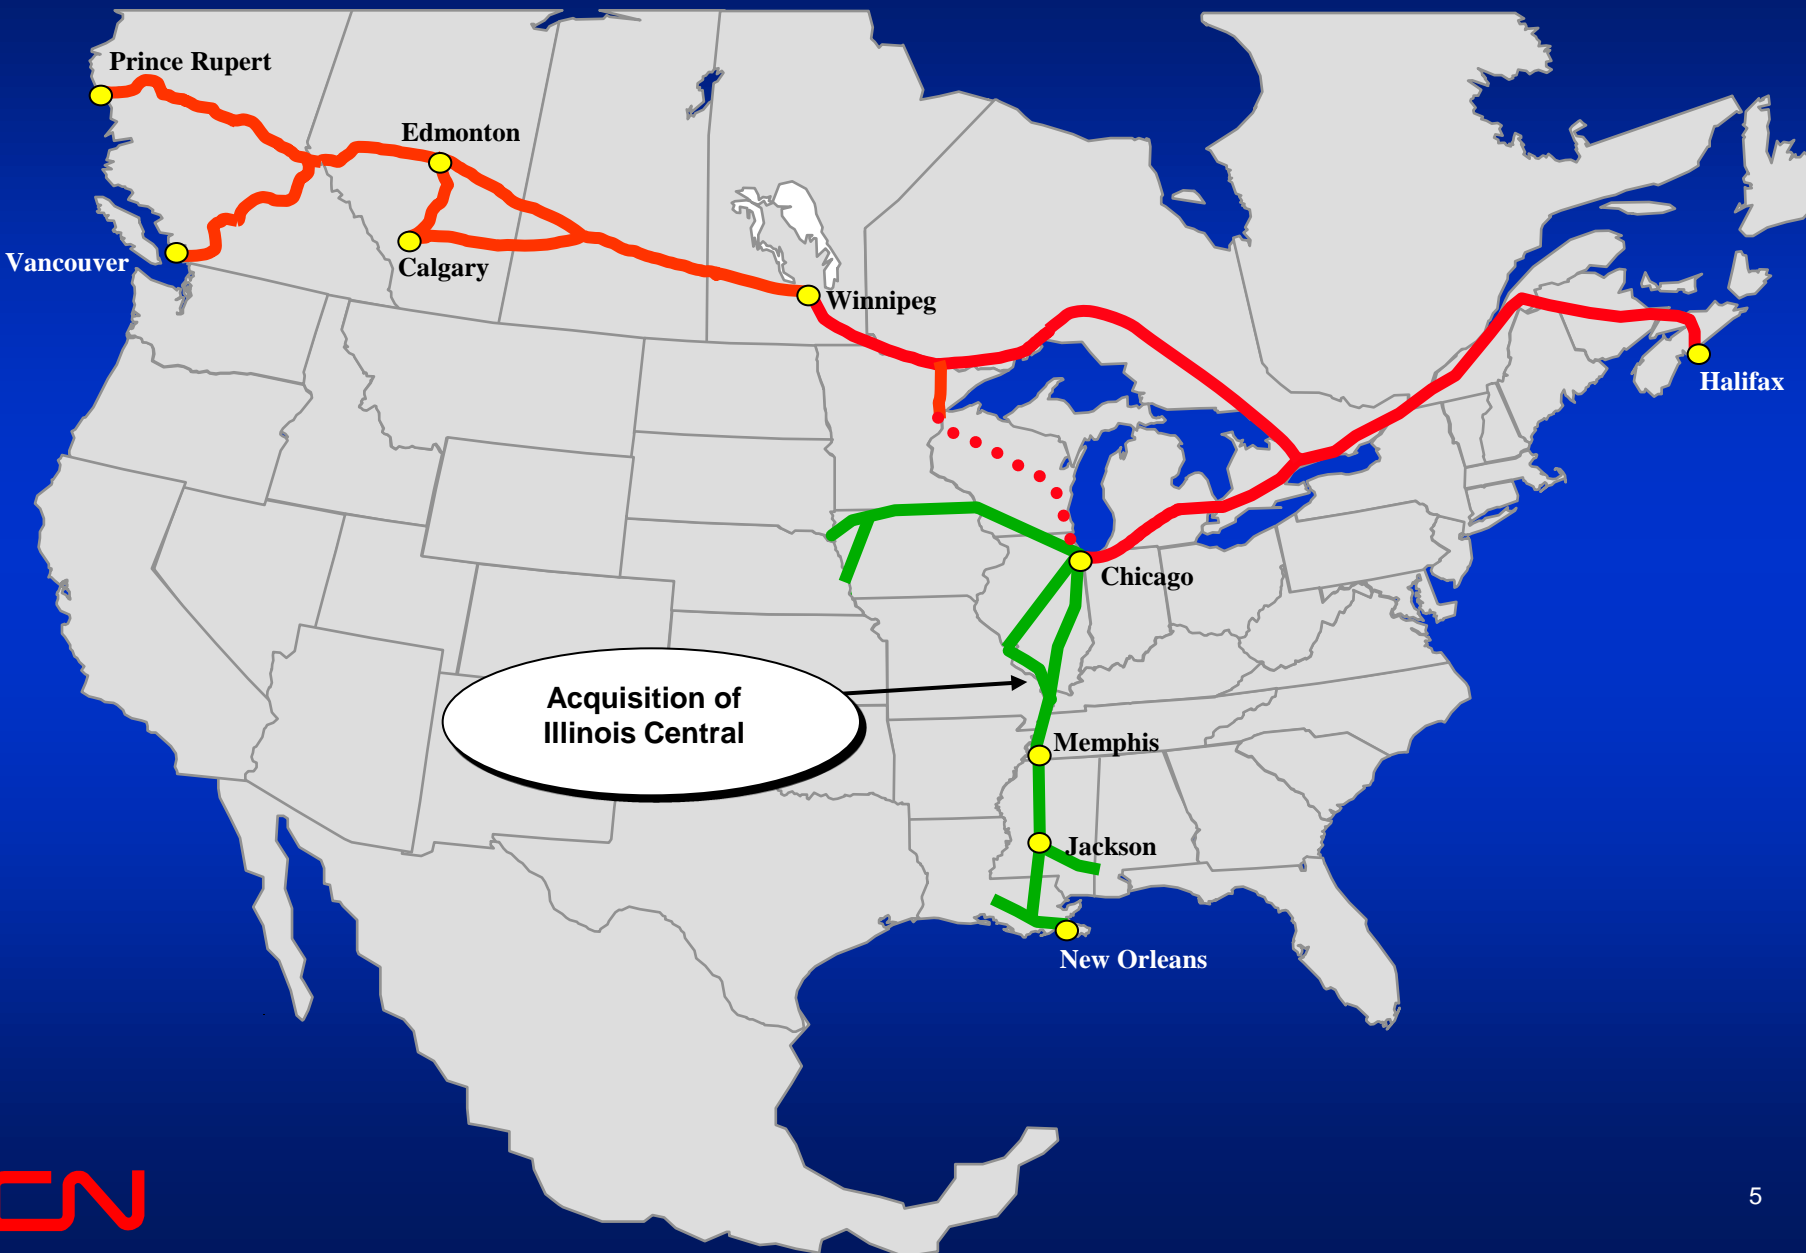 Prince Rupert
Edmonton
Vancouver
Calgary
Winnipeg
Halifax
Chicago
Acquisition of
Illinois Central
Memphis
Jackson
New Orleans
CN
5